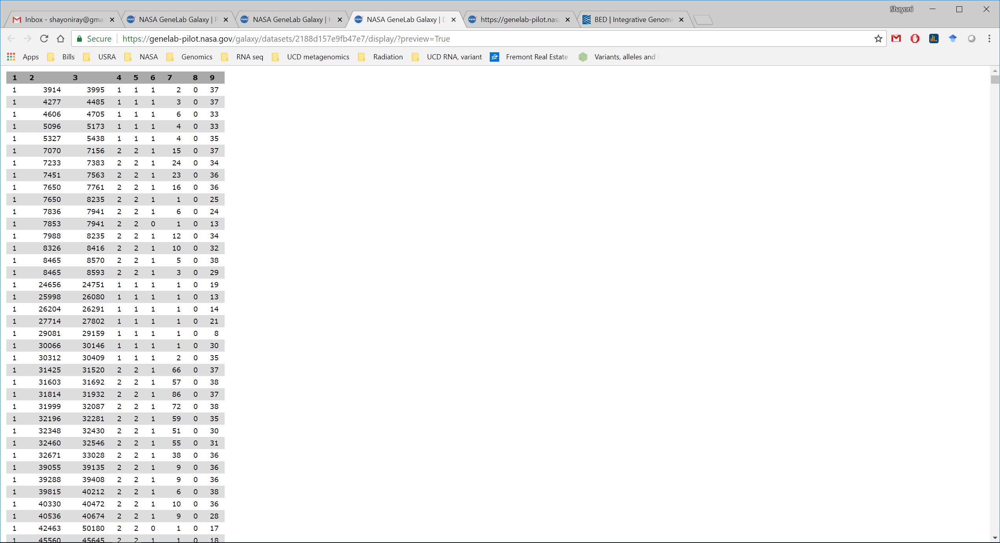 Shayoni
Inbox - shayoniray@gma
NASA GeneLab Galaxy | P
NASA GeneLab Galaxy | H
NASA GeneLab Galaxy | D
https://genelab-pilot.nasa
BED | Integrative Genomi
Secure https://genelab-pilot.nasa.gov/galaxy/datasets/2188d157e9fb47e7/display/?preview=True
Apps Bills USRA NASA Genomics RNA seq UCD metagenomics Radiation UCD RNA, variant Fremont Real Estate Variants, alleles and
1 2 3 4 5 6 7 8 9
1 3914 3995 1 1 1 2 0 37
1 4277 4485 1 1 1 3 0 37
1 4606 4705 1 1 1 6 0 33
1 5096 5173 1 1 1 4 0 33
1 5327 5438 1 1 1 4 0 35
1 7070 7156 2 2 1 15 0 37
1 7233 7383 2 2 1 24 0 34
1 7451 7563 2 2 1 23 0 36
1 7650 7761 2 2 1 16 0 36
1 7650 8235 2 2 1 1 0 25
1 7836 7941 2 2 1 6 0 24
1 7853 7941 2 2 0 1 0 13
1 7988 8235 2 2 1 12 0 34
1 8326 8416 2 2 1 10 0 32
1 8465 8570 2 2 1 5 0 38
1 8465 8593 2 2 1 3 0 29
1 24656 24751 1 1 1 1 0 19
1 25998 26080 1 1 1 1 0 13
1 26204 26291 1 1 1 1 0 14
1 27714 27802 1 1 1 1 0 21
1 29081 29159 1 1 1 1 0 8
1 30066 30146 1 1 1 1 0 30
1 30312 30409 1 1 1 2 0 35
1 31425 31520 2 2 1 66 0 37
1 31603 31692 2 2 1 57 0 38
1 31814 31932 2 2 1 86 0 37
1 31999 32087 2 2 1 72 0 38
1 32196 32281 2 2 1 59 0 35
1 32348 32430 2 2 1 51 0 30
1 32460 32546 2 2 1 55 0 31
1 32671 33028 2 2 1 38 0 36
1 39055 39135 2 2 1 9 0 36
1 39288 39408 2 2 1 9 0 36
1 39815 40212 2 2 1 6 0 38
1 40330 40472 2 2 1 10 0 36
1 40536 40674 2 2 1 9 0 28
1 42463 50180 2 2 0 1 0 17
1 45560 45645 2 2 1 1 0 18